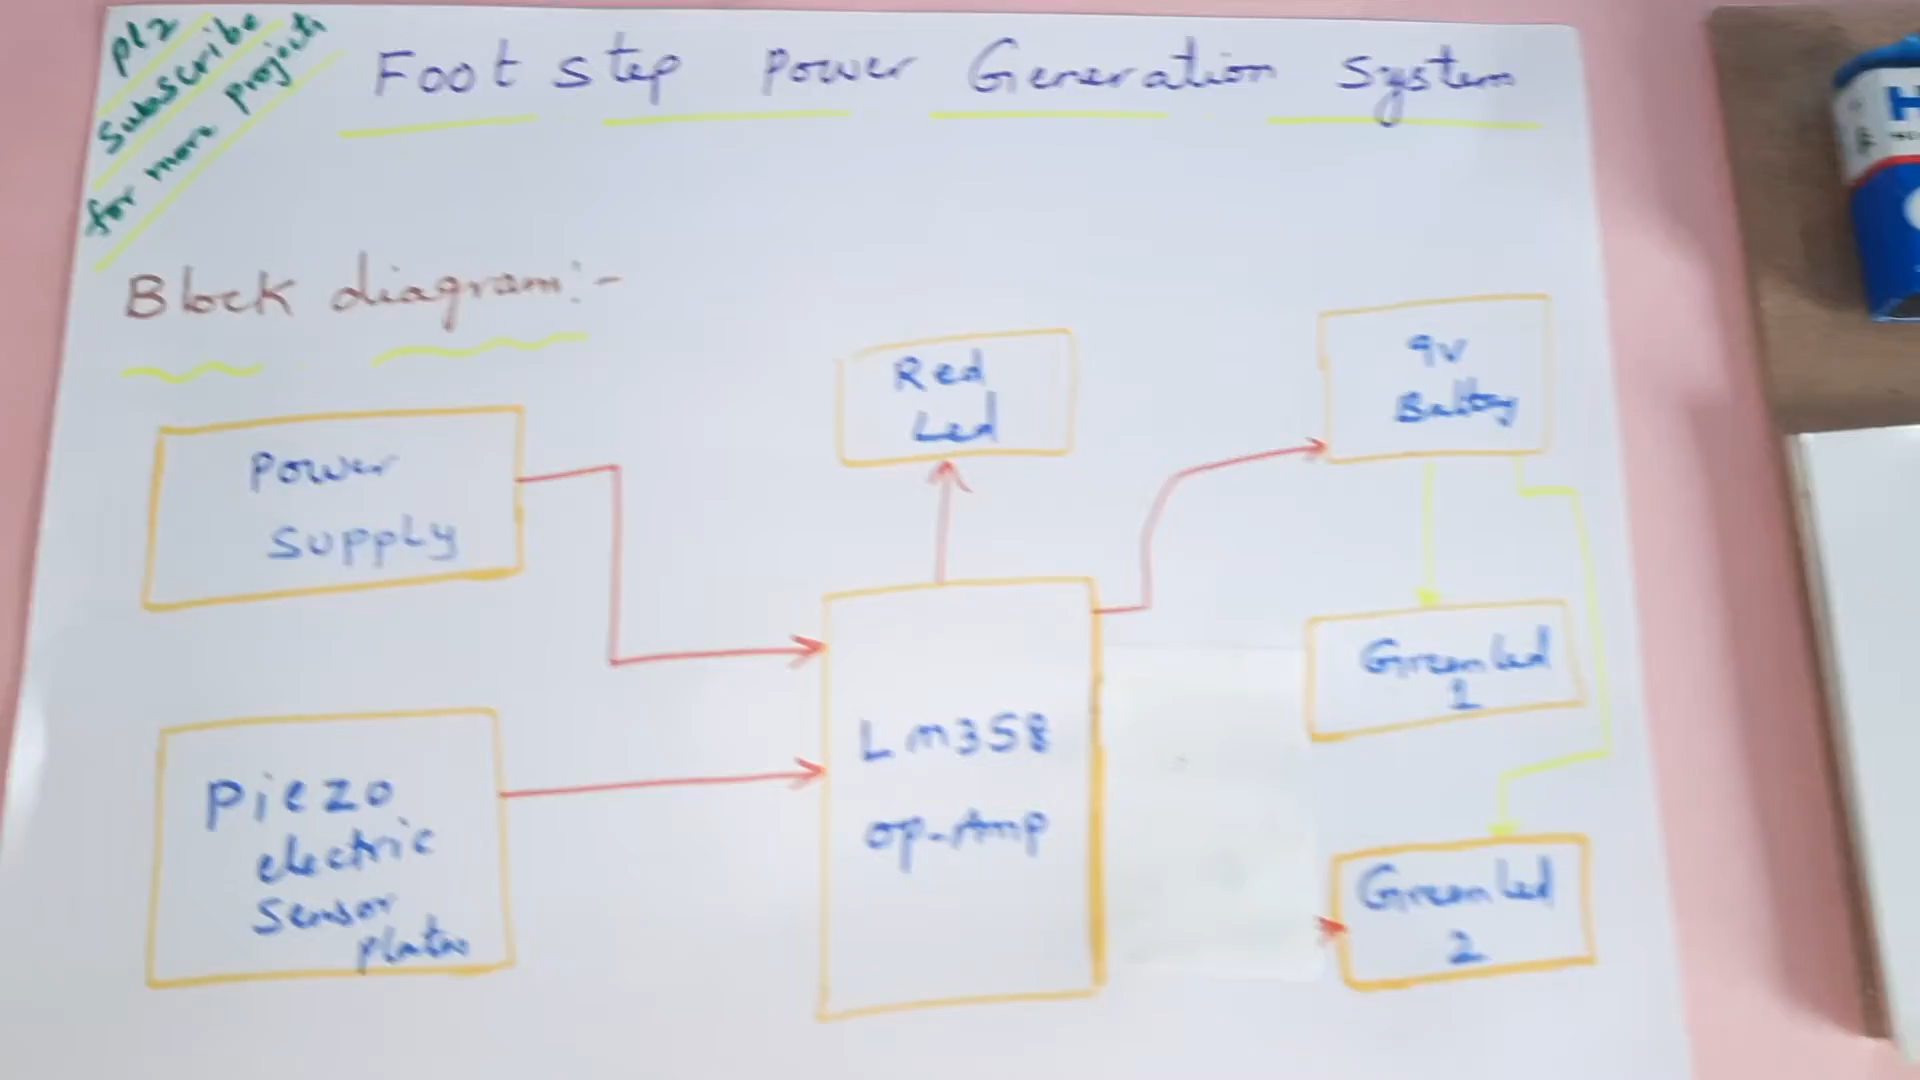 Plz
Subscribe
for more projects
Foot step Power Generation System
Block diagram:-
Power
Supply
Piezo
electric
Sensor
plates
Red
Led
Lm358
op-Amp
9v
Battery
Green Led
1
Green Led
2
H